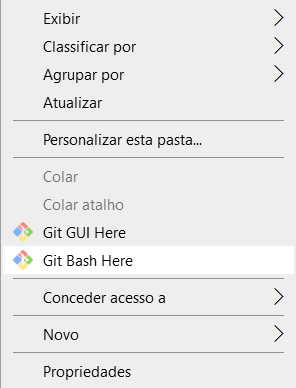 Exibir
Classificar por
Agrupar por
Atualizar
Personalizar esta pasta...
Colar
Colar atalho
Git GUI Here
Git Bash Here
Conceder acesso a
Novo
Propriedades